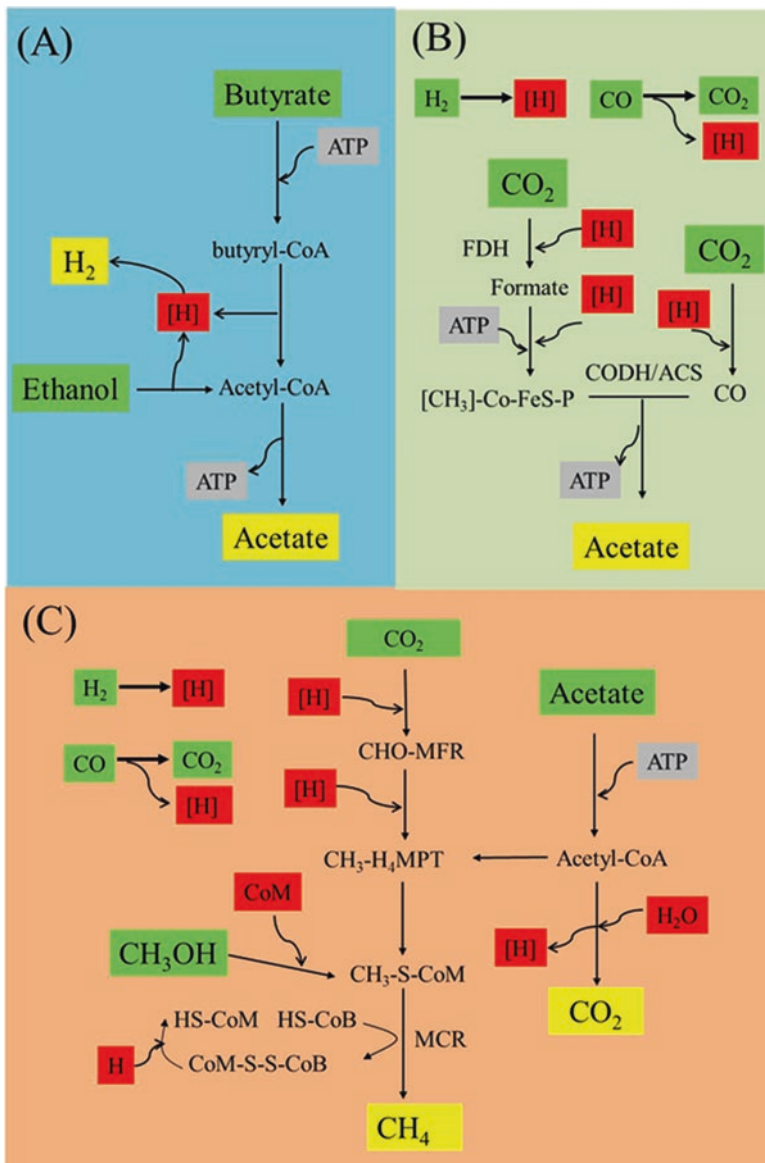 (A)
Butyrate
ATP
butyryl-CoA
H₂
[H]
Ethanol
Acetyl-CoA
ATP
Acetate
(B)
H₂
[H]
CO
CO₂
[H]
CO₂
[H]
FDH
CO₂
Formate
[H]
[H]
ATP
CODH/ACS
[CH₃]-Co-FeS-P
CO
ATP
Acetate
(C)
CO₂
H₂
[H]
[H]
Acetate
CO
CO₂
CHO-MFR
ATP
[H]
[H]
CH₃-H₄MPT
Acetyl-CoA
CoM
H₂O
[H]
CH₃OH
CH₃-S-CoM
CO₂
HS-CoM
HS-CoB
MCR
H
CoM-S-S-CoB
CH₄